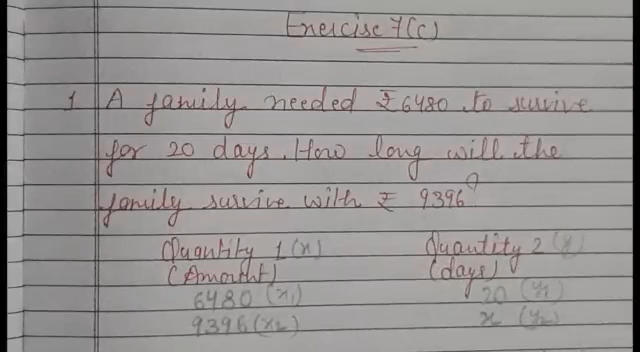 Exercise 7(c)
1 A family needed ₹6480 to survive
for 20 days. How long will the
family survive with ₹ 9396?
Quantity 1 (x) Quantity 2 (y)
(Amount) (days)
6480 (x1) 20 (y1)
9396 (x2) x (y2)